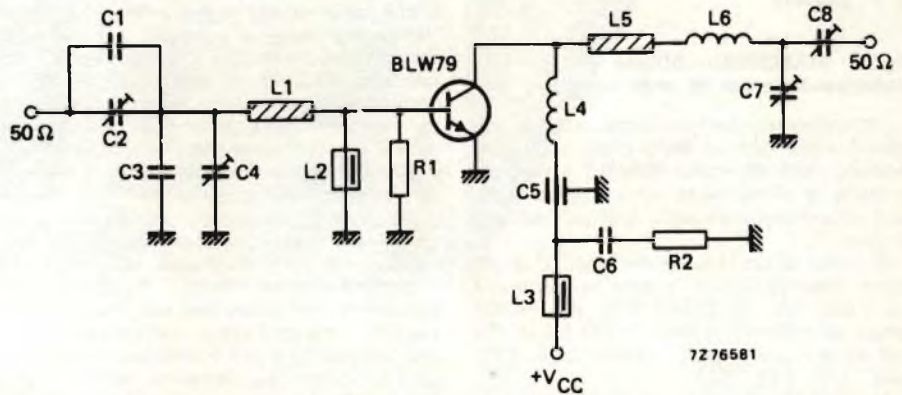 C1
C8
L5
L6
50 Ω
BLW79
L1
C7
L4
50 Ω
C2
C3
C4
L2
R1
C5
C6
R2
L3
7Z76581
+VCC